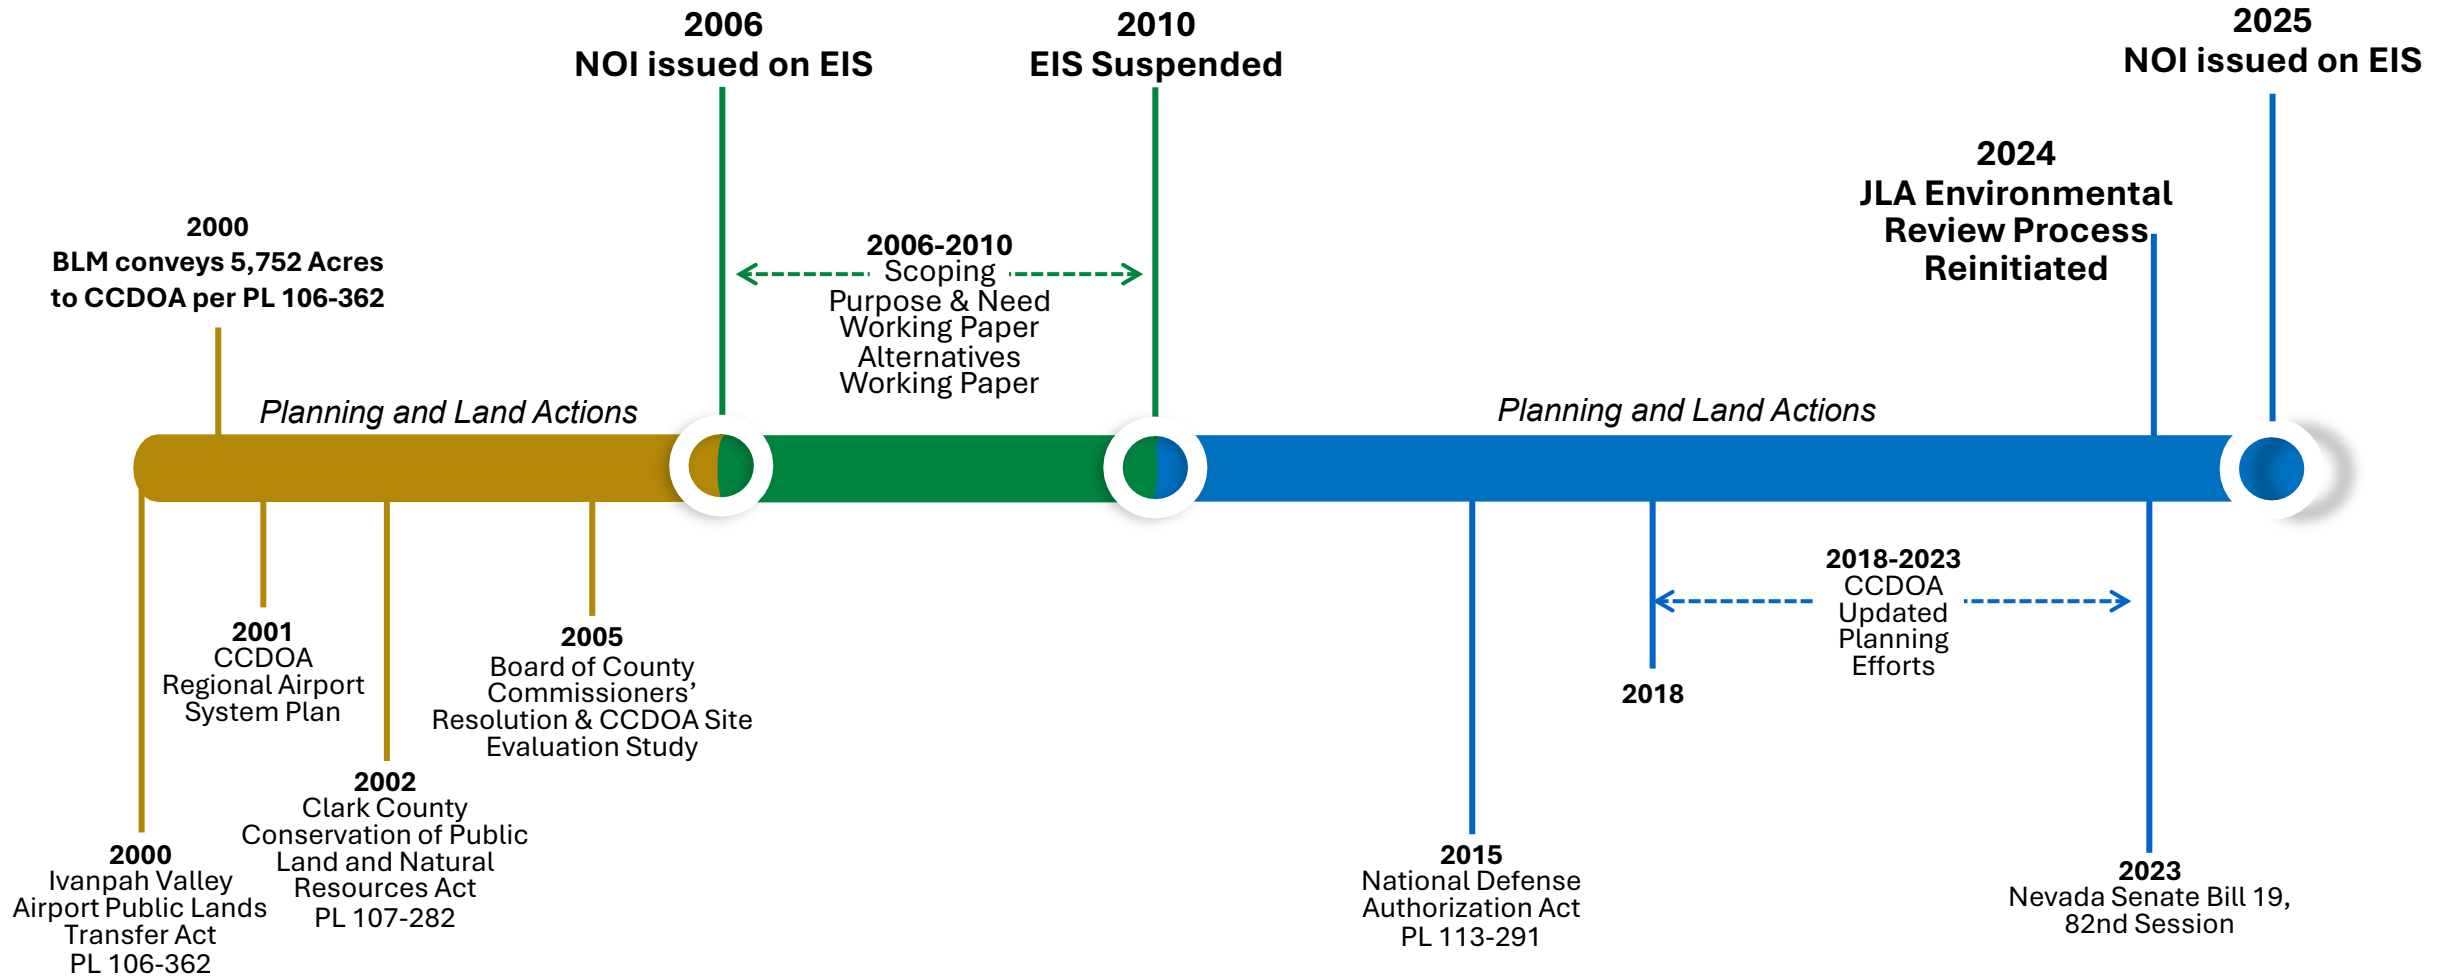 2006
NOI issued on EIS
2010
EIS Suspended
2025
NOI issued on EIS
2024
JLA Environmental
Review Process
Reinitiated
2000
BLM conveys 5,752 Acres
to CCDOA per PL 106-362
2006-2010
Scoping
Purpose & Need
Working Paper
Alternatives
Working Paper
Planning and Land Actions
Planning and Land Actions
2000
Ivanpah Valley
Airport Public Lands
Transfer Act
PL 106-362
2001
CCDOA
Regional Airport
System Plan
2002
Clark County
Conservation of Public
Land and Natural
Resources Act
PL 107-282
2005
Board of County
Commissioners’
Resolution & CCDOA Site
Evaluation Study
2015
National Defense
Authorization Act
PL 113-291
2018
2018-2023
CCDOA
Updated
Planning
Efforts
2023
Nevada Senate Bill 19,
82nd Session